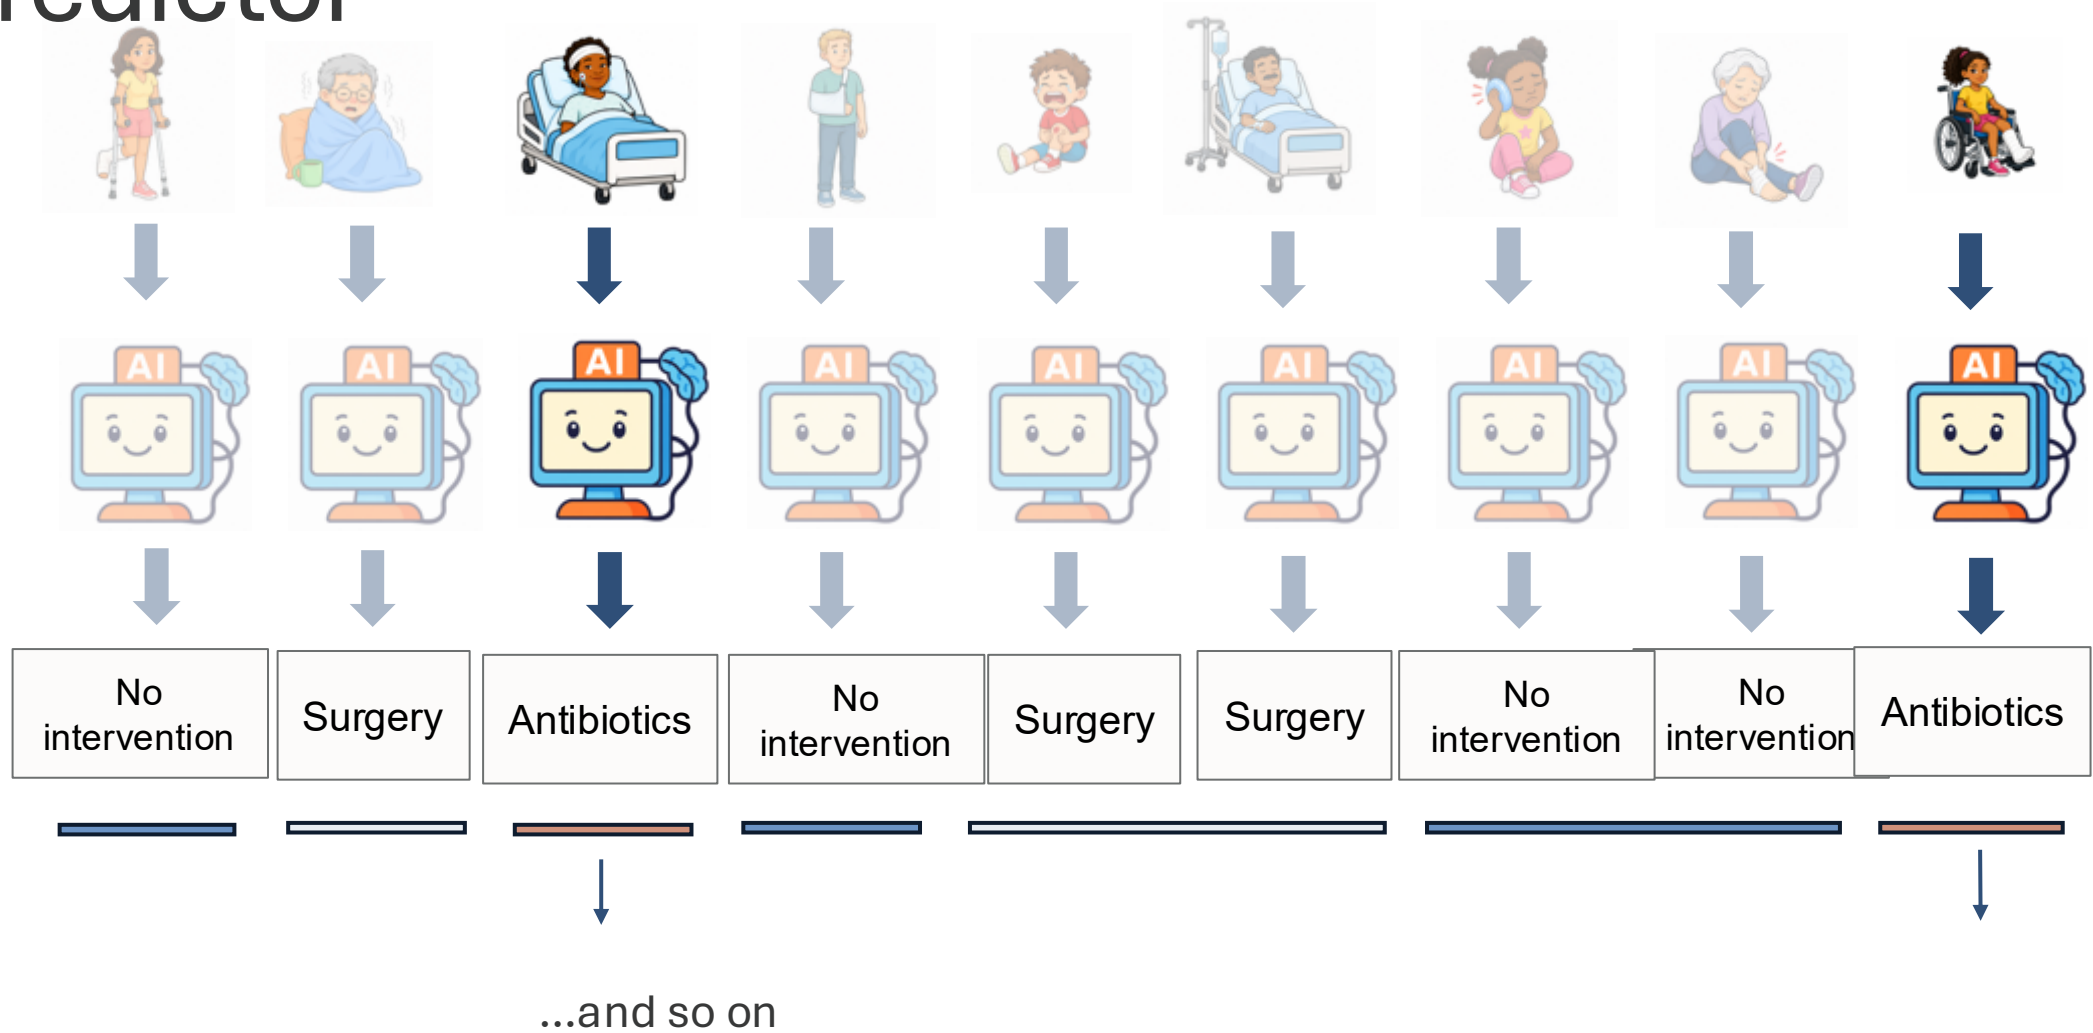 redictor
AI AI AI AI AI AI AI AI AI
No
intervention
Surgery
Antibiotics
No
intervention
Surgery
Surgery
No
intervention
No
intervention
Antibiotics
...and so on